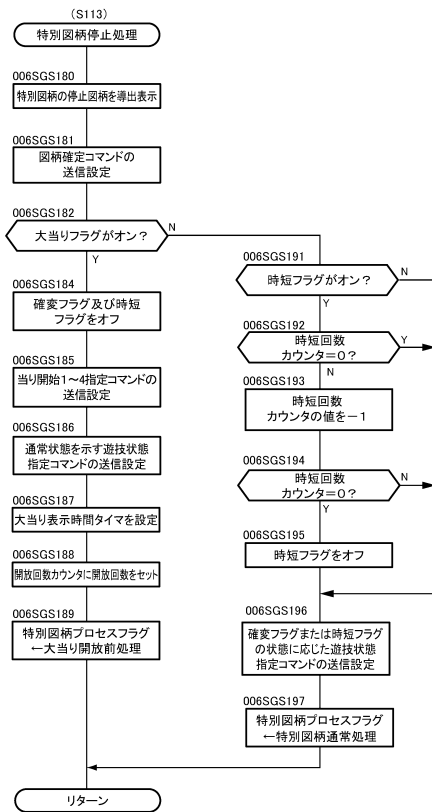 (S113)
特別図柄停止処理
006SGS180
特別図柄の停止図柄を導出表示
006SGS181
図柄確定コマンドの
送信設定
006SGS182
大当りフラグがオン？
N
Y
006SGS184
確変フラグ及び時短
フラグをオフ
006SGS185
当り開始1～4指定コマンドの
送信設定
006SGS186
通常状態を示す遊技状態
指定コマンドの送信設定
006SGS187
大当り表示時間タイマを設定
006SGS188
開放回数カウンタに開放回数をセット
006SGS189
特別図柄プロセスフラグ
←大当り開放前処理
006SGS191
時短フラグがオン？
N
Y
006SGS192
時短回数
カウンタ＝0？
Y
N
006SGS193
時短回数
カウンタの値を－1
006SGS194
時短回数
カウンタ＝0？
N
Y
006SGS195
時短フラグをオフ
006SGS196
確変フラグまたは時短フラグ
の状態に応じた遊技状態
指定コマンドの送信設定
006SGS197
特別図柄プロセスフラグ
←特別図柄通常処理
リターン